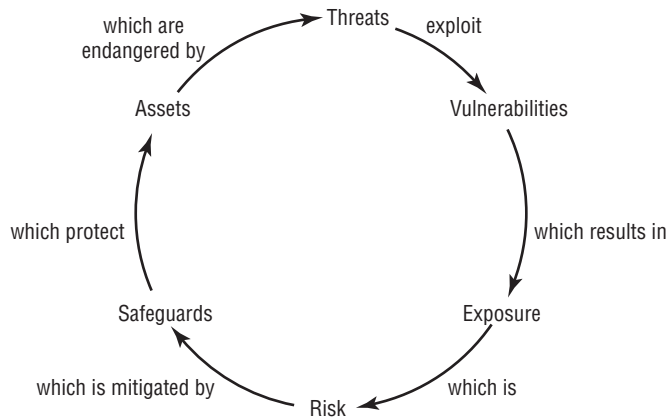 Threats
exploit
Vulnerabilities
which results in
Exposure
which is
Risk
which is mitigated by
Safeguards
which protect
Assets
which are
endangered by